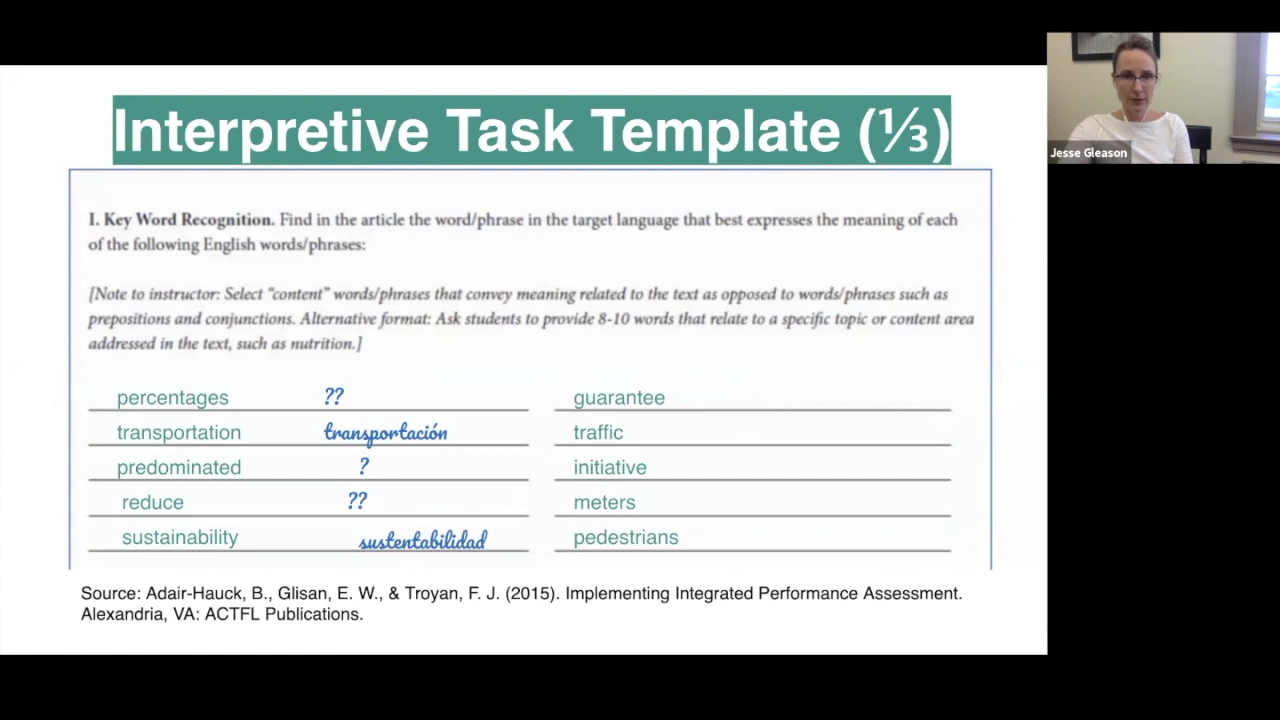 Interpretive Task Template (⅓)
Jesse Gleason
I. Key Word Recognition. Find in the article the word/phrase in the target language that best expresses the meaning of each
of the following English words/phrases:
[Note to instructor: Select “content” words/phrases that convey meaning related to the text as opposed to words/phrases such as
prepositions and conjunctions. Alternative format: Ask students to provide 8-10 words that relate to a specific topic or content area
addressed in the text, such as nutrition.]
percentages ?? guarantee
transportation transportación traffic
predominated ? initiative
reduce ?? meters
sustainability sustentabilidad pedestrians
Source: Adair-Hauck, B., Glisan, E. W., & Troyan, F. J. (2015). Implementing Integrated Performance Assessment.
Alexandria, VA: ACTFL Publications.